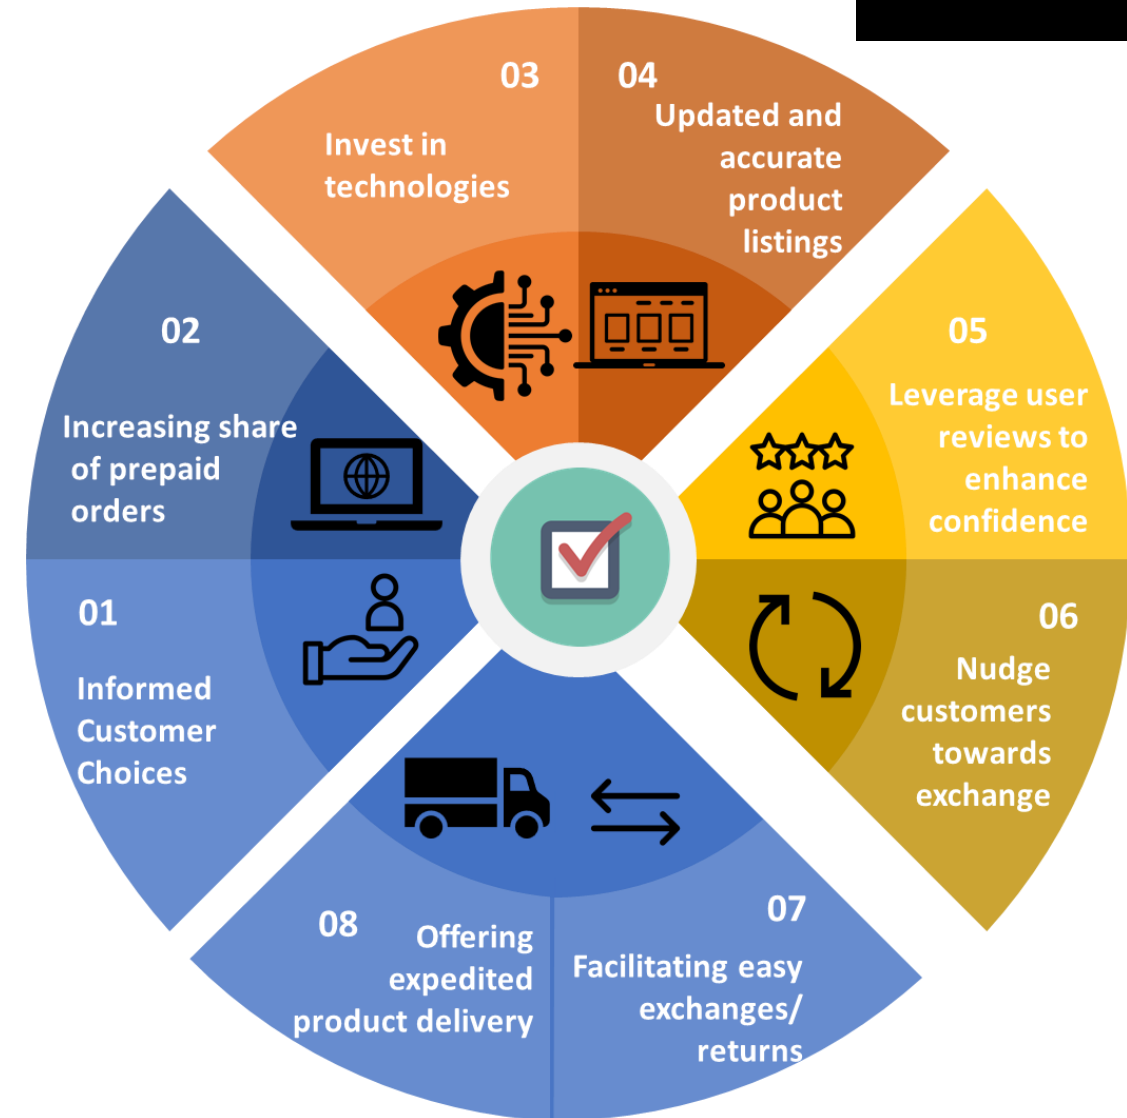 03
Invest in
technologies
04
Updated and
accurate
product
listings
02
Increasing share
of prepaid
orders
05
Leverage user
reviews to
enhance
confidence
01
Informed
Customer
Choices
06
Nudge
customers
towards
exchange
08
Offering
expedited
product delivery
07
Facilitating easy
exchanges/
returns